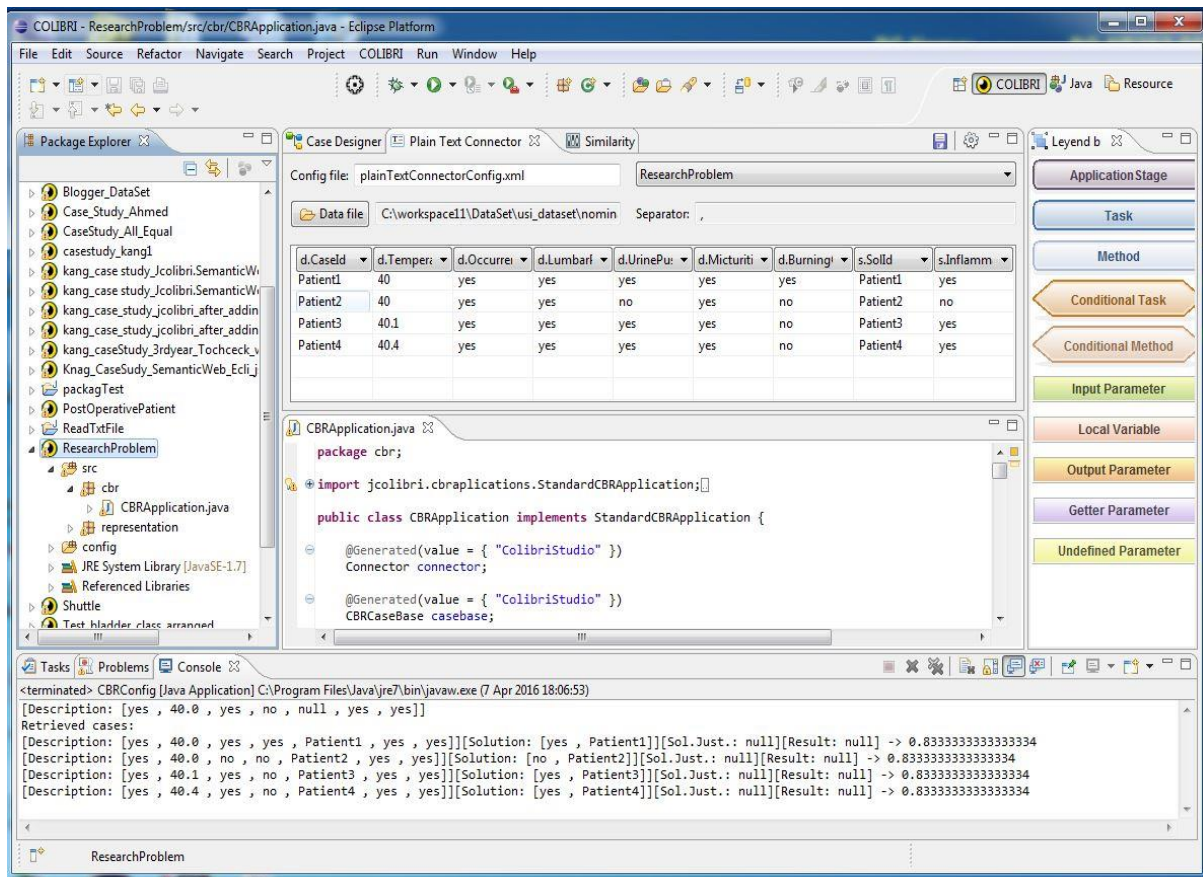 COLIBRI - ResearchProblem/src/cbr/CBRApplication.java - Eclipse Platform
File Edit Source Refactor Navigate Search Project COLIBRI Run Window Help
COLIBRI Java Resource
Package Explorer
Blogger_DataSet
Case_Study_Ahmed
CaseStudy_All_Equal
casestudy_kang1
kang_case study_Jcolibri.SemanticW
kang_case study_Jcolibri.SemanticW
kang_case_study_jcolibri_after_addin
kang_case_study_jcolibri_after_addin
kang_caseStudy_3rdyear_Tochceck_v
Knag_CaseSudy_SemanticWeb_Ecli_j
packagTest
PostOperativePatient
ReadTxtFile
ResearchProblem
src
cbr
CBRApplication.java
representation
config
JRE System Library [JavaSE-1.7]
Referenced Libraries
Shuttle
Test_bladder_class_arranged
Case Designer Plain Text Connector Similarity
Config file: plainTextConnectorConfig.xml ResearchProblem
Data file C:\workspace11\DataSet\usi_dataset\nomin Separator: ,
d.CaseId d.Tempera d.Occurrei d.Lumbarl d.UrinePu: d.Micturiti d.Burning s.SolId s.Inflamm
Patient1 40 yes yes yes yes yes Patient1 yes
Patient2 40 yes yes no yes no Patient2 no
Patient3 40.1 yes yes yes yes no Patient3 yes
Patient4 40.4 yes yes yes yes no Patient4 yes
CBRApplication.java
package cbr;
import jcolibri.cbraplications.StandardCBRApplication;
public class CBRApplication implements StandardCBRApplication {
@Generated(value = { "ColibriStudio" })
Connector connector;
@Generated(value = { "ColibriStudio" })
CBRCaseBase casebase;
Leyend b
Application Stage
Task
Method
Conditional Task
Conditional Method
Input Parameter
Local Variable
Output Parameter
Getter Parameter
Undefined Parameter
Tasks Problems Console
<terminated> CBRConfig [Java Application] C:\Program Files\Java\jre7\bin\javaw.exe (7 Apr 2016 18:06:53)
[Description: [yes , 40.0 , yes , no , null , yes , yes]]
Retrieved cases:
[Description: [yes , 40.0 , yes , yes , Patient1 , yes , yes]][Solution: [yes , Patient1]][Sol.Just.: null][Result: null] -> 0.8333333333333334
[Description: [yes , 40.0 , no , no , Patient2 , yes , yes]][Solution: [no , Patient2]][Sol.Just.: null][Result: null] -> 0.8333333333333334
[Description: [yes , 40.1 , yes , no , Patient3 , yes , yes]][Solution: [yes , Patient3]][Sol.Just.: null][Result: null] -> 0.8333333333333334
[Description: [yes , 40.4 , yes , no , Patient4 , yes , yes]][Solution: [yes , Patient4]][Sol.Just.: null][Result: null] -> 0.8333333333333334
ResearchProblem